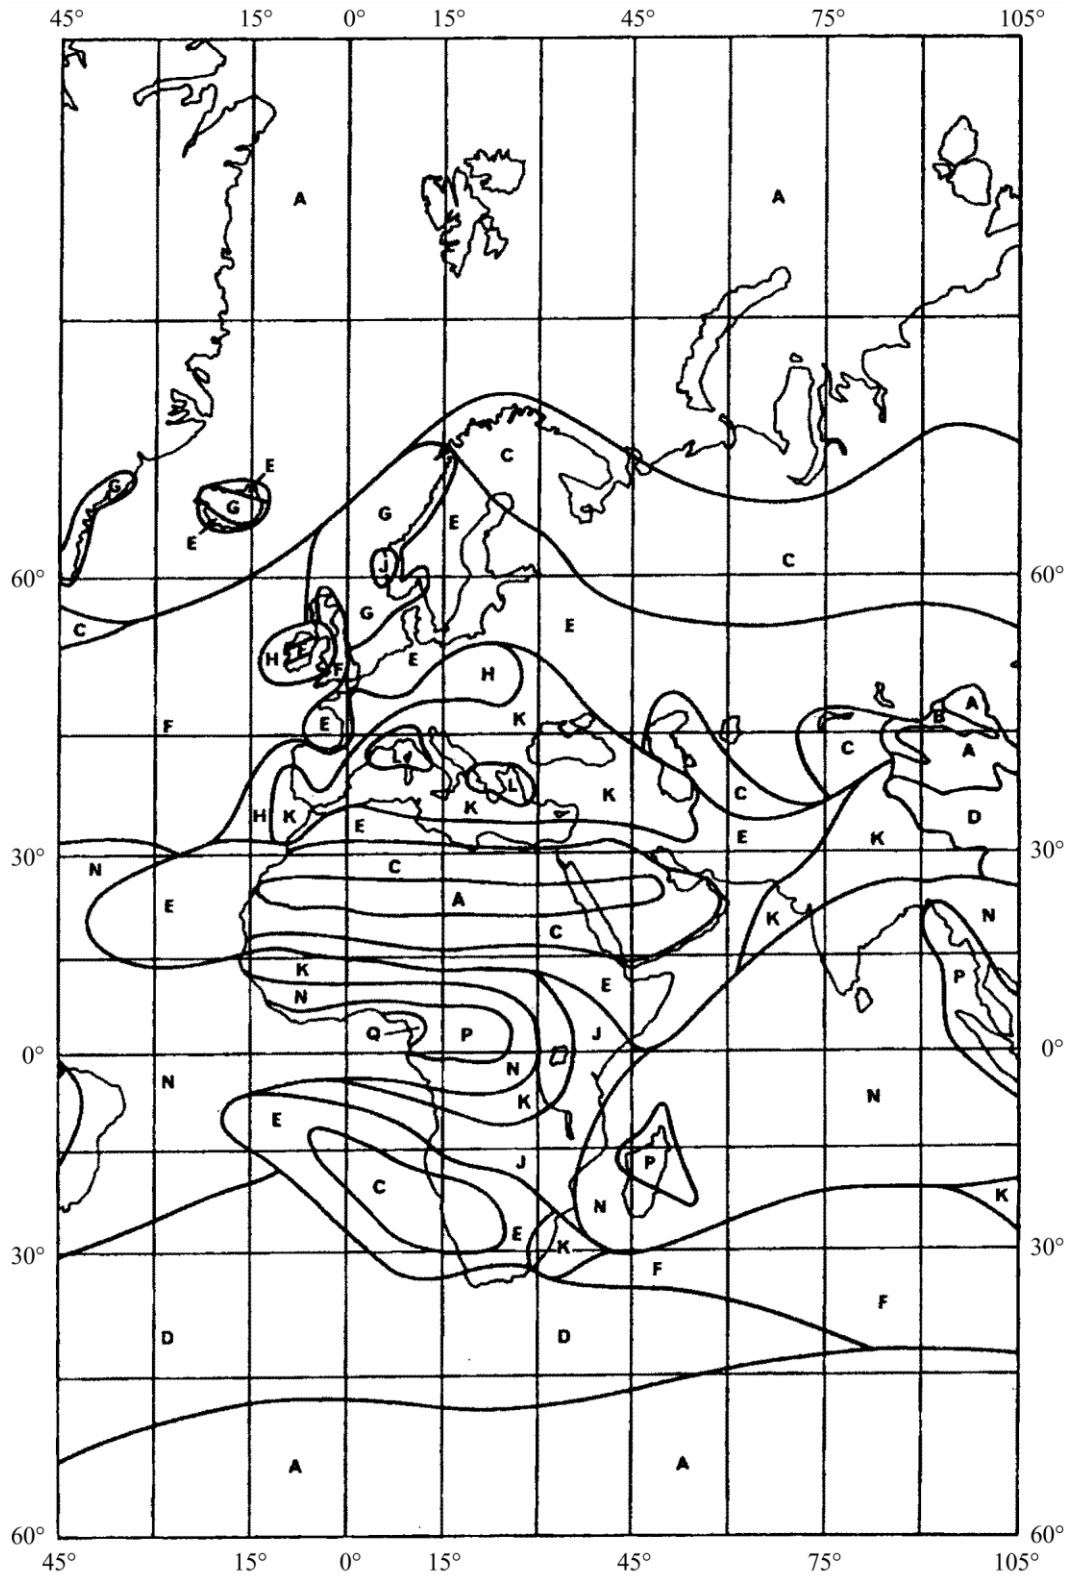 45° 15° 0° 15° 45° 75° 105°
A A
C
E
G G
E G
J E
C
60° 60°
C G
E
H E F E
H
A
E K B
F C A
L
L
K K C
H K K D
E E K
30° 30°
N C
E A N
K
C
K E P
N
Q P J
0° N 0°
N K N
E
J P
C
N K
E K
30° F 30°
F
D D
A A
60° 60°
45° 15° 0° 15° 45° 75° 105°